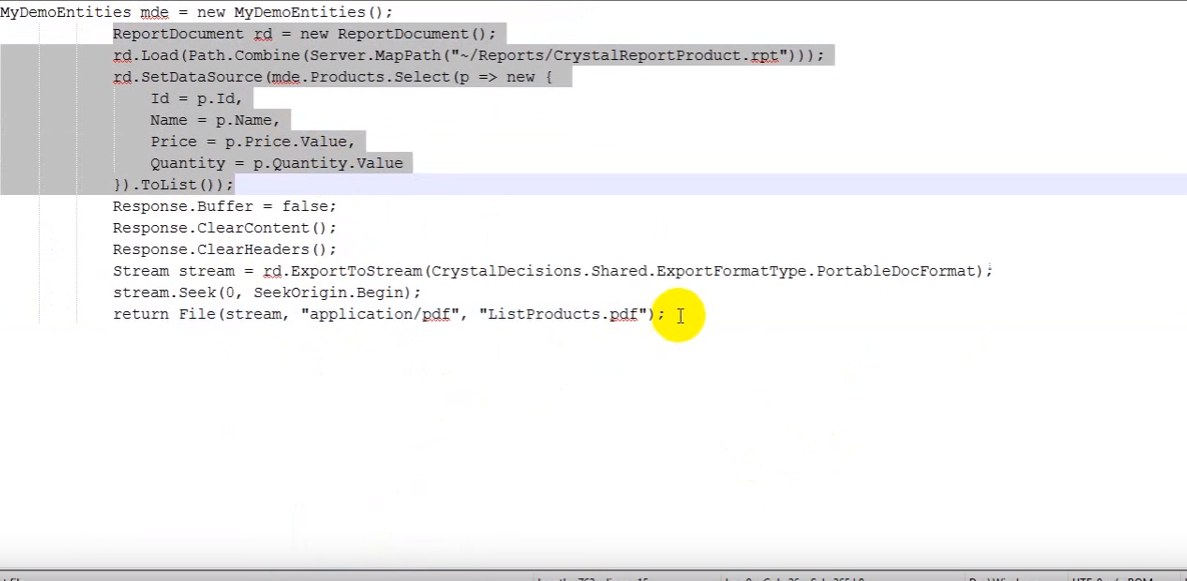 MyDemoEntities mde = new MyDemoEntities();
ReportDocument rd = new ReportDocument();
rd.Load(Path.Combine(Server.MapPath("~/Reports/CrystalReportProduct.rpt")));
rd.SetDataSource(mde.Products.Select(p => new {
Id = p.Id,
Name = p.Name,
Price = p.Price.Value,
Quantity = p.Quantity.Value
}).ToList());
Response.Buffer = false;
Response.ClearContent();
Response.ClearHeaders();
Stream stream = rd.ExportToStream(CrystalDecisions.Shared.ExportFormatType.PortableDocFormat);
stream.Seek(0, SeekOrigin.Begin);
return File(stream, "application/pdf", "ListProducts.pdf");